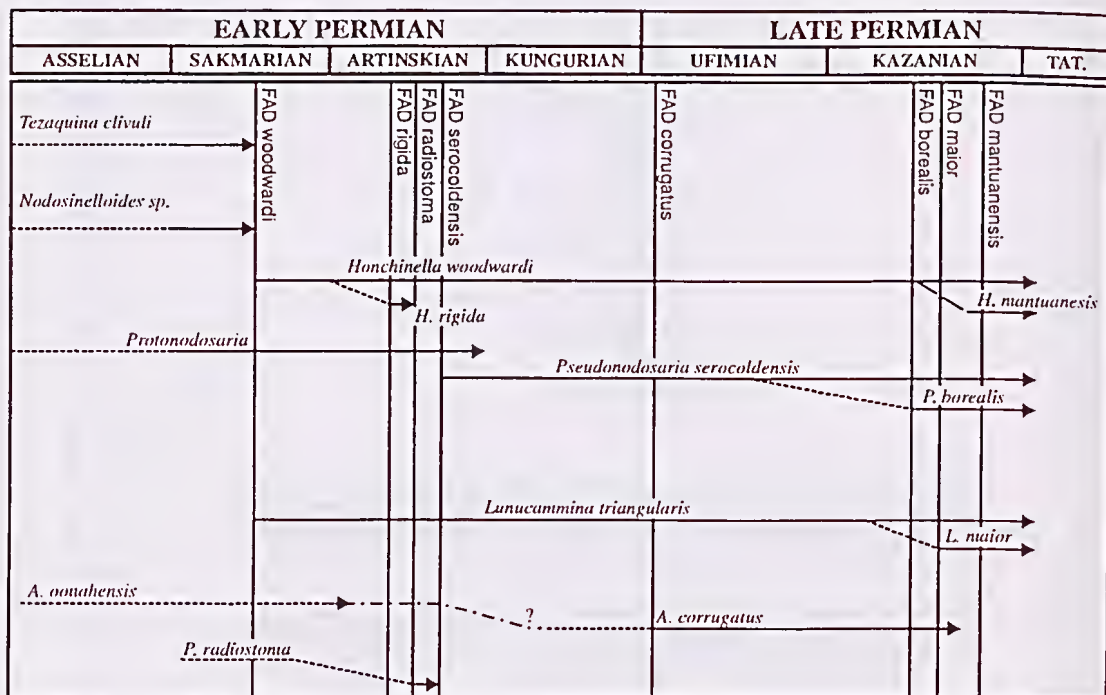 EARLY PERMIAN
LATE PERMIAN
ASSELIAN
SAKMARIAN
ARTINSKIAN
KUNGURIAN
UFIMIAN
KAZANIAN
TAT.
FAD woodwardi
FAD rigida
FAD radiostoma
FAD serocoldensis
FAD corrugatus
FAD borealis
FAD maior
FAD mantuanensis
Tezaquina clivuli
Nodosinelloides sp.
Honchinella woodwardi
H. mantuanesis
H. rigida
Protonodosaria
Pseudonodosaria serocoldensis
P. borealis
Lunucammina triangularis
L. maior
A. oonahensis
?
A. corrugatus
P. radiostoma